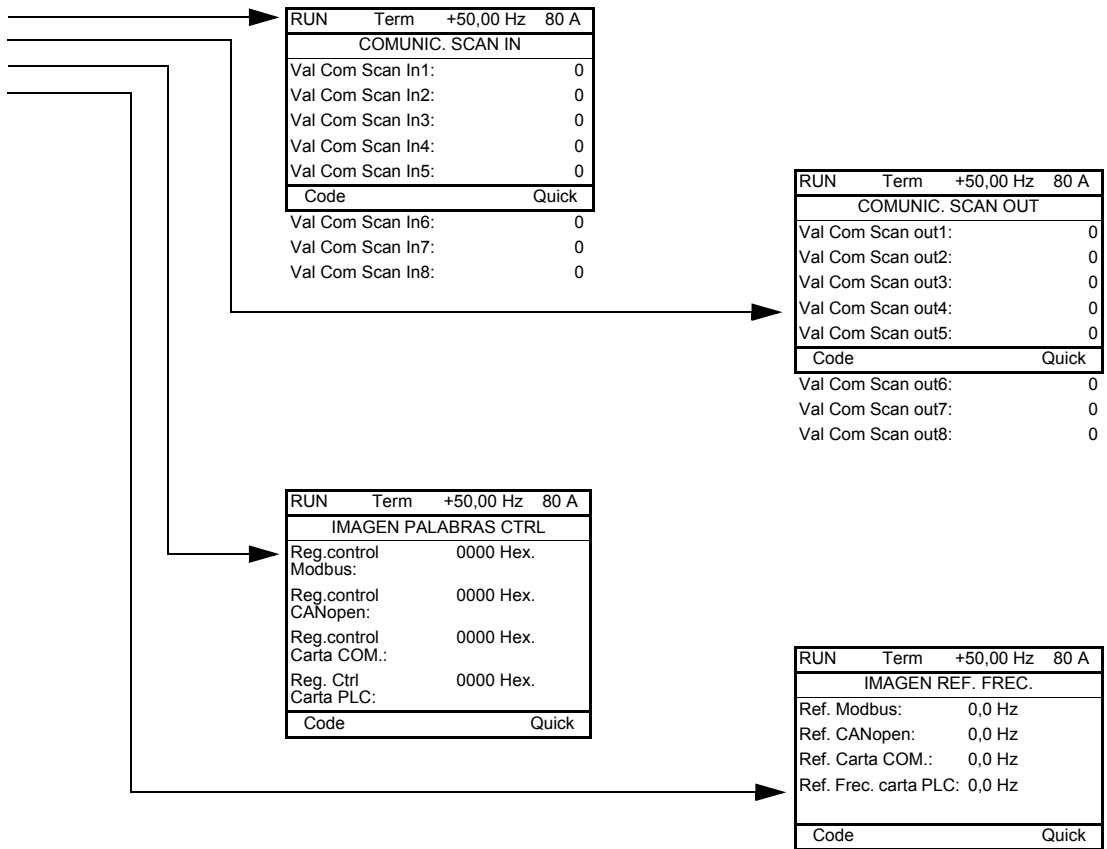 RUN Term +50,00 Hz 80 A
COMUNIC. SCAN IN
Val Com Scan In1: 0
Val Com Scan In2: 0
Val Com Scan In3: 0
Val Com Scan In4: 0
Val Com Scan In5: 0
Code Quick
Val Com Scan In6: 0
Val Com Scan In7: 0
Val Com Scan In8: 0
RUN Term +50,00 Hz 80 A
COMUNIC. SCAN OUT
Val Com Scan out1: 0
Val Com Scan out2: 0
Val Com Scan out3: 0
Val Com Scan out4: 0
Val Com Scan out5: 0
Code Quick
Val Com Scan out6: 0
Val Com Scan out7: 0
Val Com Scan out8: 0
RUN Term +50,00 Hz 80 A
IMAGEN PALABRAS CTRL
Reg.control 0000 Hex.
Modbus:
Reg.control 0000 Hex.
CANopen:
Reg.control 0000 Hex.
Carta COM.:
Reg. Ctrl 0000 Hex.
Carta PLC:
Code Quick
RUN Term +50,00 Hz 80 A
IMAGEN REF. FREC.
Ref. Modbus: 0,0 Hz
Ref. CANopen: 0,0 Hz
Ref. Carta COM.: 0,0 Hz
Ref. Frec. carta PLC: 0,0 Hz
Code Quick